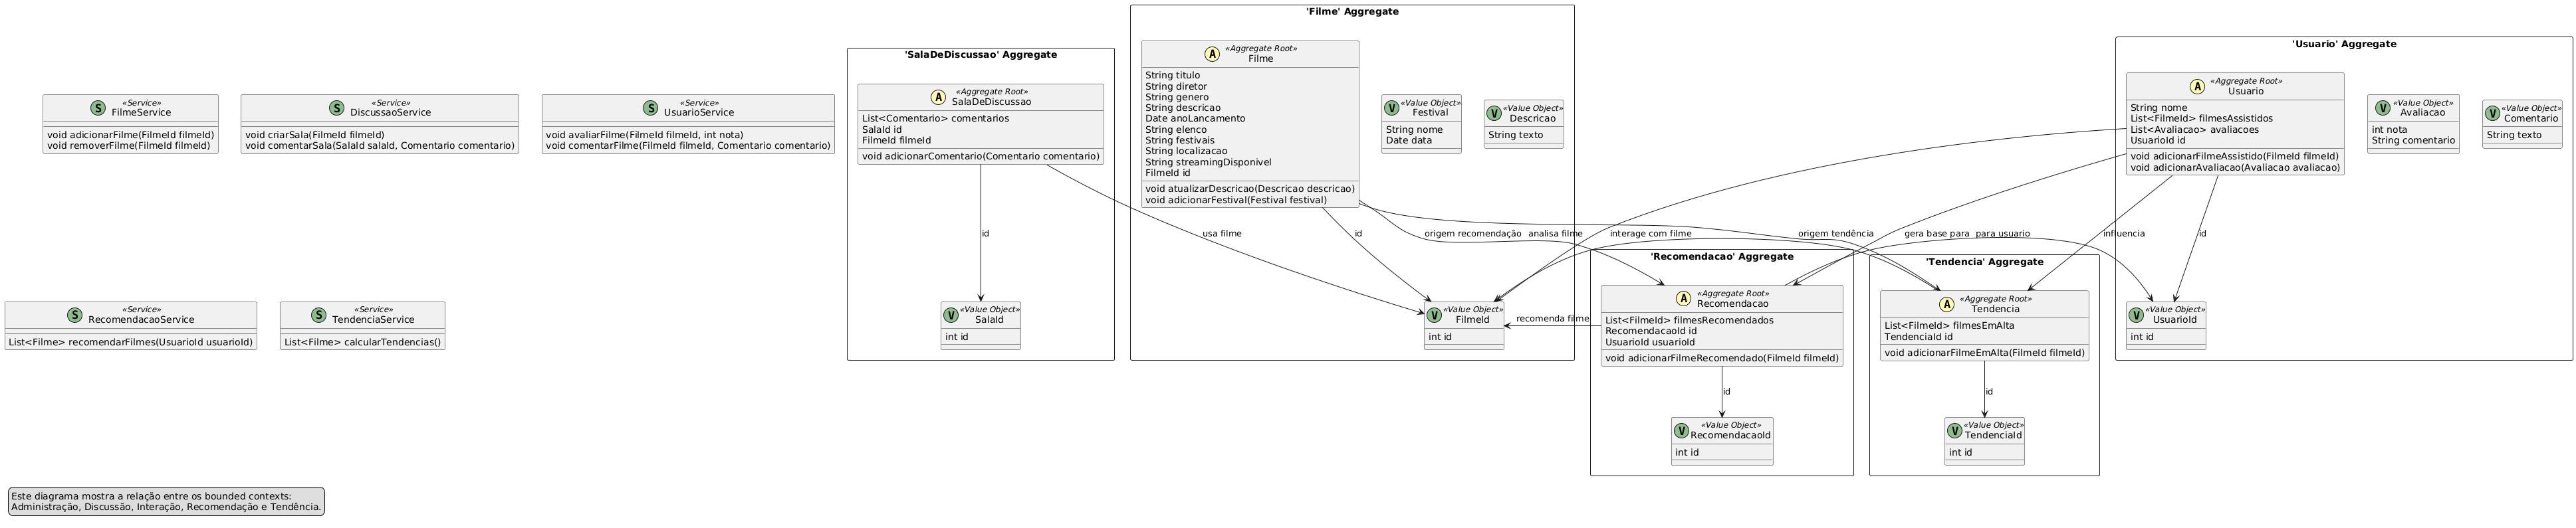 'Filme' Aggregate
'Usuario' Aggregate
'SalaDeDiscussao' Aggregate
S «Service»
FilmeService
void adicionarFilme(FilmeId filmeId)
void removerFilme(FilmeId filmeId)
S «Service»
DiscussaoService
void criarSala(FilmeId filmeId)
void comentarSala(SalaId salaId, Comentario comentario)
S «Service»
UsuarioService
void avaliarFilme(FilmeId filmeId, int nota)
void comentarFilme(FilmeId filmeId, Comentario comentario)
A «Aggregate Root»
SalaDeDiscussao
List<Comentario> comentarios
SalaId id
FilmeId filmeId
void adicionarComentario(Comentario comentario)
A «Aggregate Root»
Filme
String titulo
String diretor
String genero
String descricao
Date anoLancamento
String elenco
String festivais
String localizacao
String streamingDisponivel
FilmeId id
void atualizarDescricao(Descricao descricao)
void adicionarFestival(Festival festival)
V «Value Object»
Festival
String nome
Date data
V «Value Object»
Descricao
String texto
A «Aggregate Root»
Usuario
String nome
List<FilmeId> filmesAssistidos
List<Avaliacao> avaliacoes
UsuarioId id
void adicionarFilmeAssistido(FilmeId filmeId)
void adicionarAvaliacao(Avaliacao avaliacao)
V «Value Object»
Avaliacao
int nota
String comentario
V «Value Object»
Comentario
String texto
id
usa filme
id
origem recomendação
analisa filme
interage com filme
origem tendência
gera base para
para usuario
influencia
id
'Recomendacao' Aggregate
'Tendencia' Aggregate
S «Service»
RecomendacaoService
List<Filme> recomendarFilmes(UsuarioId usuarioId)
S «Service»
TendenciaService
List<Filme> calcularTendencias()
V «Value Object»
SalaId
int id
V «Value Object»
FilmeId
int id
recomenda filme
A «Aggregate Root»
Recomendacao
List<FilmeId> filmesRecomendados
RecomendacaoId id
UsuarioId usuarioId
void adicionarFilmeRecomendado(FilmeId filmeId)
A «Aggregate Root»
Tendencia
List<FilmeId> filmesEmAlta
TendenciaId id
void adicionarFilmeEmAlta(FilmeId filmeId)
V «Value Object»
UsuarioId
int id
id
id
V «Value Object»
RecomendacaoId
int id
V «Value Object»
TendenciaId
int id
Este diagrama mostra a relação entre os bounded contexts:
Administração, Discussão, Interação, Recomendação e Tendência.